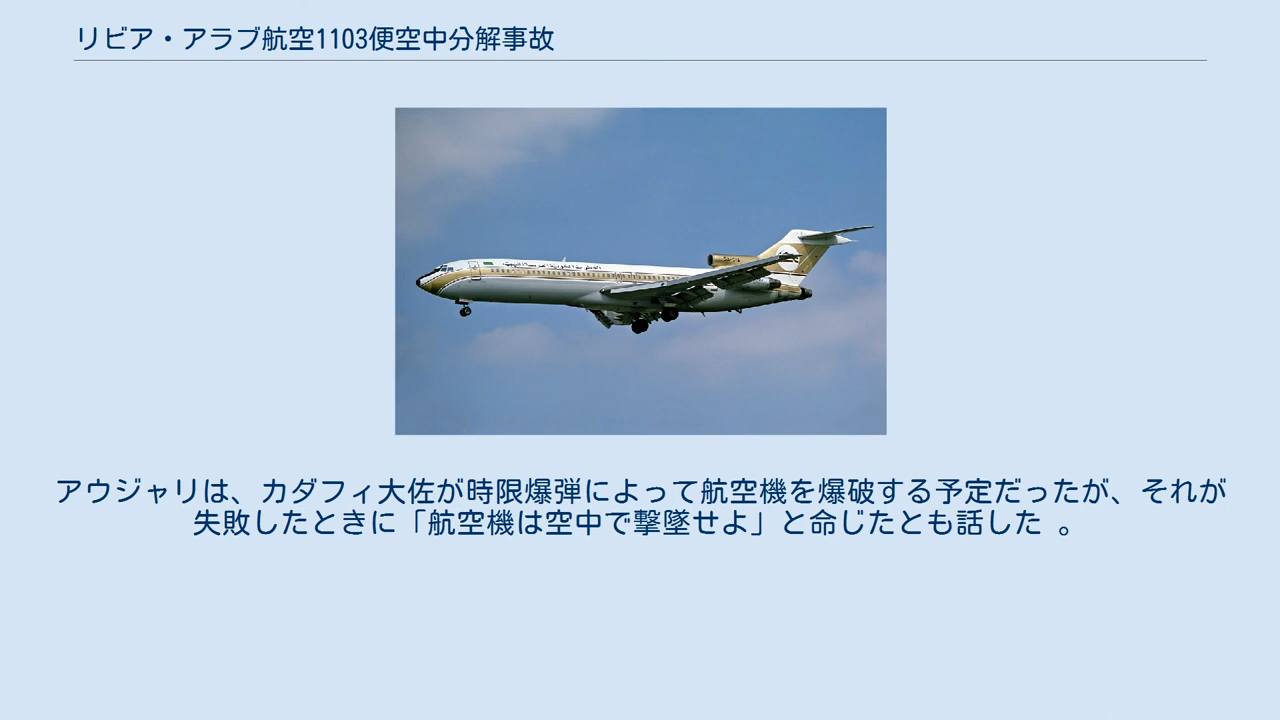 リビア・アラブ航空1103便空中分解事故
アウジャリは、カダフィ大佐が時限爆弾によって航空機を爆破する予定だったが、それが
失敗したときに「航空機は空中で撃墜せよ」と命じたとも話した 。